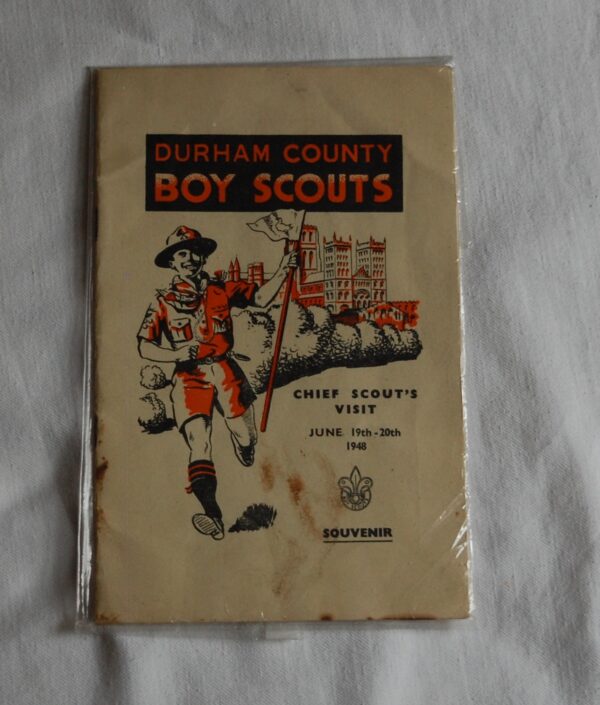 DURHAM COUNTY
BOY SCOUTS
CHIEF SCOUT'S
VISIT
JUNE 19th-20th
1948
SOUVENIR